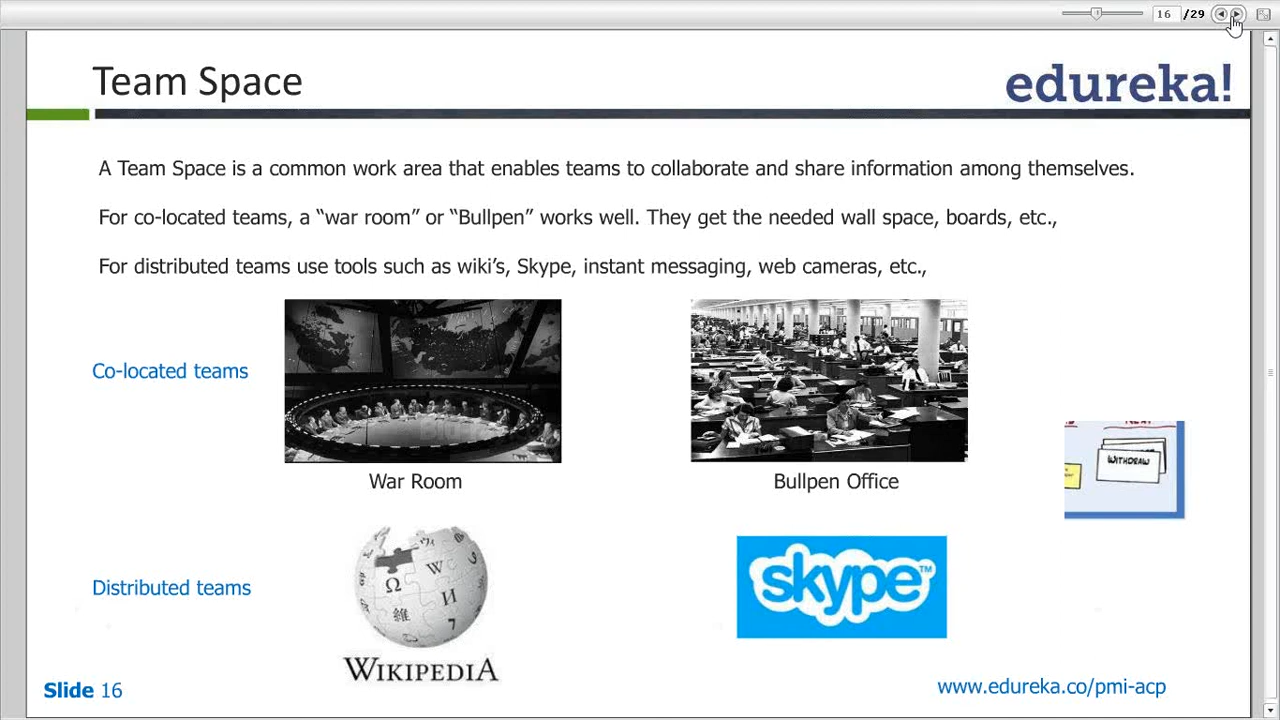 16 /29
Team Space
edureka!
A Team Space is a common work area that enables teams to collaborate and share information among themselves.
For co-located teams, a “war room” or “Bullpen” works well. They get the needed wall space, boards, etc.,
For distributed teams use tools such as wiki’s, Skype, instant messaging, web cameras, etc.,
Co-located teams
War Room
Bullpen Office
WITHDRAW
Distributed teams
WIKIPEDIA
skype™
Slide 16
www.edureka.co/pmi-acp